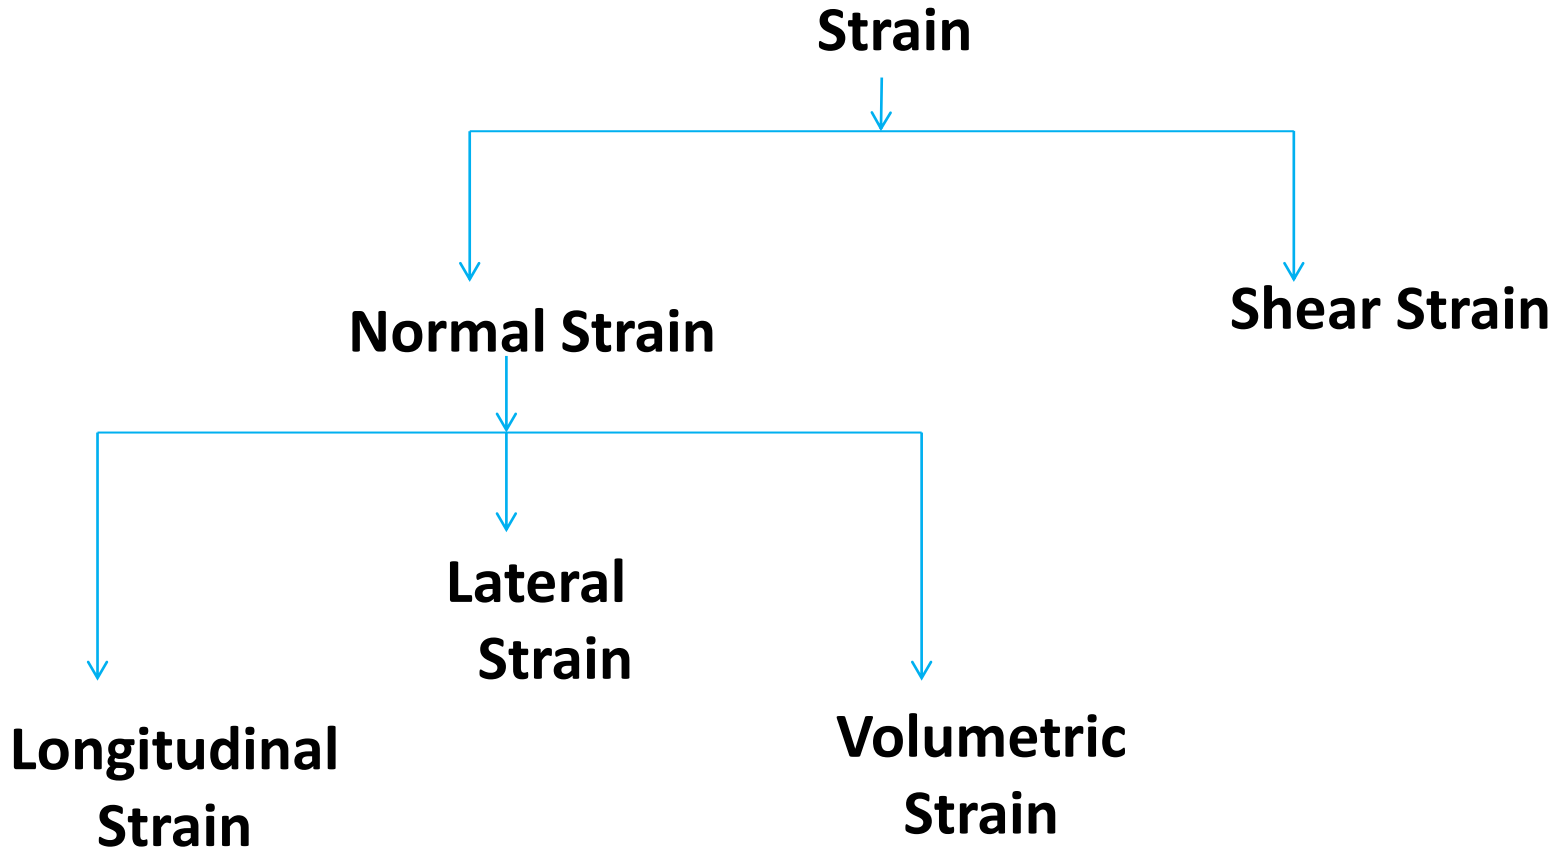 Strain
Normal Strain
Shear Strain
Lateral
Strain
Longitudinal
Strain
Volumetric
Strain